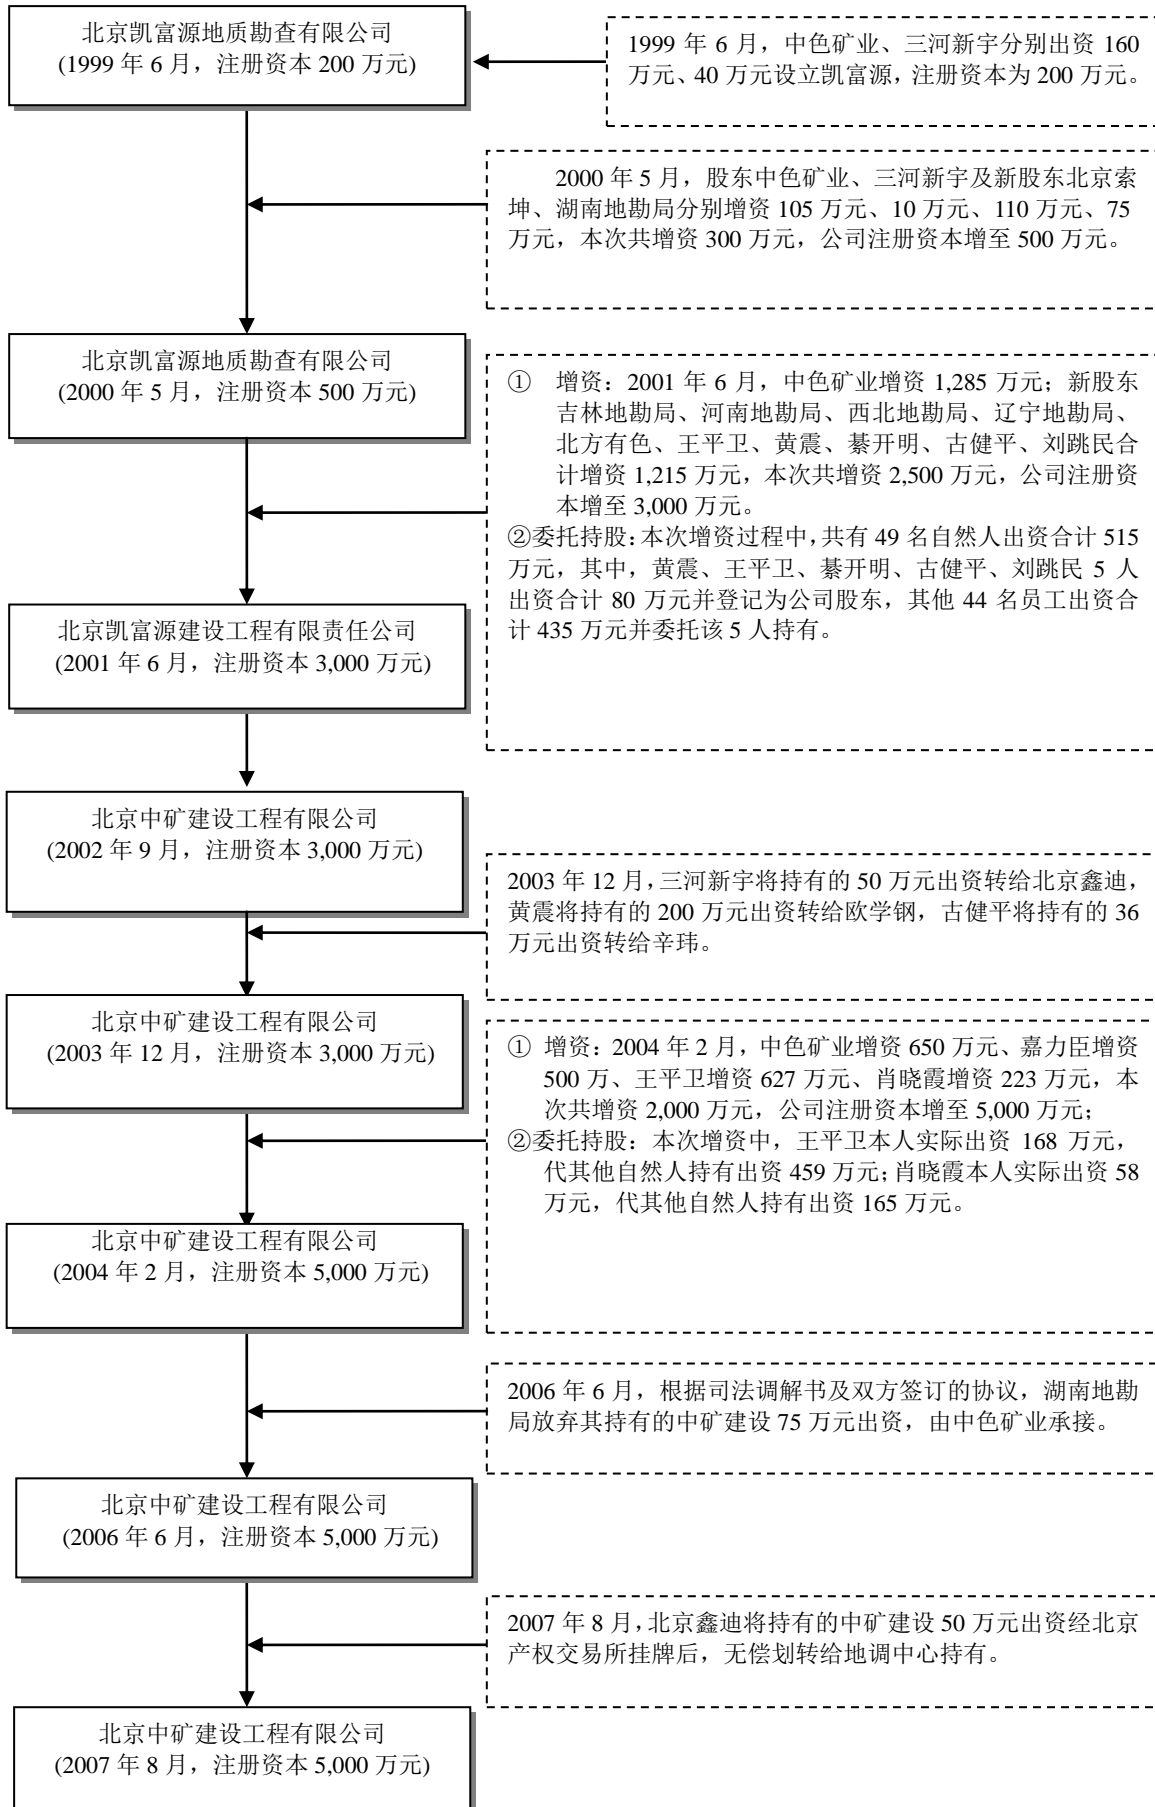 北京凯富源地质勘查有限公司
(1999 年 6 月，注册资本 200 万元)
1999 年 6 月，中色矿业、三河新宇分别出资 160
万元、40 万元设立凯富源，注册资本为 200 万元。
2000 年 5 月，股东中色矿业、三河新宇及新股东北京索
坤、湖南地勘局分别增资 105 万元、10 万元、110 万元、75
万元，本次共增资 300 万元，公司注册资本增至 500 万元。
北京凯富源地质勘查有限公司
(2000 年 5 月，注册资本 500 万元)
① 增资：2001 年 6 月，中色矿业增资 1,285 万元；新股东
吉林地勘局、河南地勘局、西北地勘局、辽宁地勘局、
北方有色、王平卫、黄震、綦开明、古健平、刘跳民合
计增资 1,215 万元，本次共增资 2,500 万元，公司注册资
本增至 3,000 万元。
②委托持股：本次增资过程中，共有 49 名自然人出资合计 515
万元，其中，黄震、王平卫、綦开明、古健平、刘跳民 5 人
出资合计 80 万元并登记为公司股东，其他 44 名员工出资合
计 435 万元并委托该 5 人持有。
北京凯富源建设工程有限责任公司
(2001 年 6 月，注册资本 3,000 万元)
北京中矿建设工程有限公司
(2002 年 9 月，注册资本 3,000 万元)
2003 年 12 月，三河新宇将持有的 50 万元出资转给北京鑫迪，
黄震将持有的 200 万元出资转给欧学钢，古健平将持有的 36
万元出资转给辛玮。
北京中矿建设工程有限公司
(2003 年 12 月，注册资本 3,000 万元)
① 增资：2004 年 2 月，中色矿业增资 650 万元、嘉力臣增资
500 万、王平卫增资 627 万元、肖晓霞增资 223 万元，本
次共增资 2,000 万元，公司注册资本增至 5,000 万元；
②委托持股：本次增资中，王平卫本人实际出资 168 万元，
代其他自然人持有出资 459 万元；肖晓霞本人实际出资 58
万元，代其他自然人持有出资 165 万元。
北京中矿建设工程有限公司
(2004 年 2 月，注册资本 5,000 万元)
2006 年 6 月，根据司法调解书及双方签订的协议，湖南地勘
局放弃其持有的中矿建设 75 万元出资，由中色矿业承接。
北京中矿建设工程有限公司
(2006 年 6 月，注册资本 5,000 万元)
2007 年 8 月，北京鑫迪将持有的中矿建设 50 万元出资经北京
产权交易所挂牌后，无偿划转给地调中心持有。
北京中矿建设工程有限公司
(2007 年 8 月，注册资本 5,000 万元)